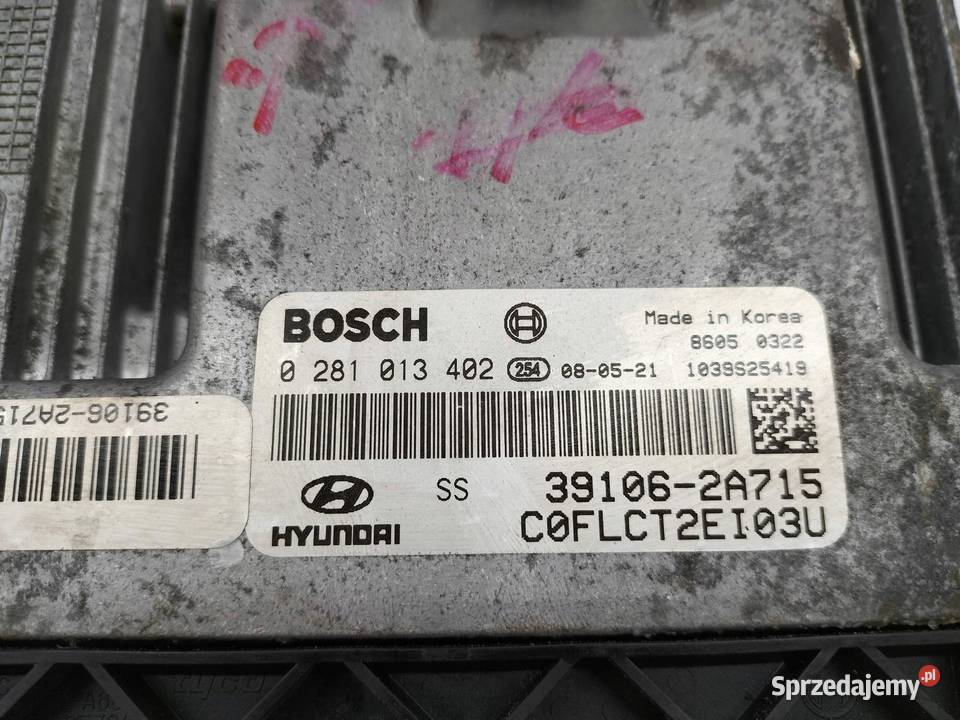 BOSCH
Made in Korea
8605 0322
0 281 013 402 254 08-05-21 1039S25419
39106-2A715
SS 39106-2A715
HYUNDAI C0FLCT2EI03U
Sprzedajemy.pl